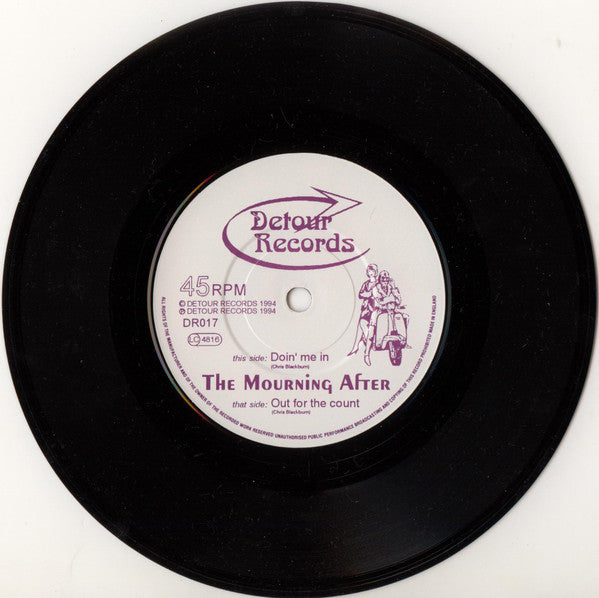 Detour
Records
45RPM
© DETOUR RECORDS 1994
℗ DETOUR RECORDS 1994
DR017
LC 4816
this side: Doin' me in
(Chris Blackburn)
The Mourning After
that side: Out for the count
(Chris Blackburn)
ALL RIGHTS OF THE MANUFACTURER AND OF THE OWNER OF THE RECORDED WORK RESERVED UNAUTHORISED PUBLIC PERFORMANCE BROADCASTING AND COPYING OF THIS RECORD PROHIBITED MADE IN ENGLAND